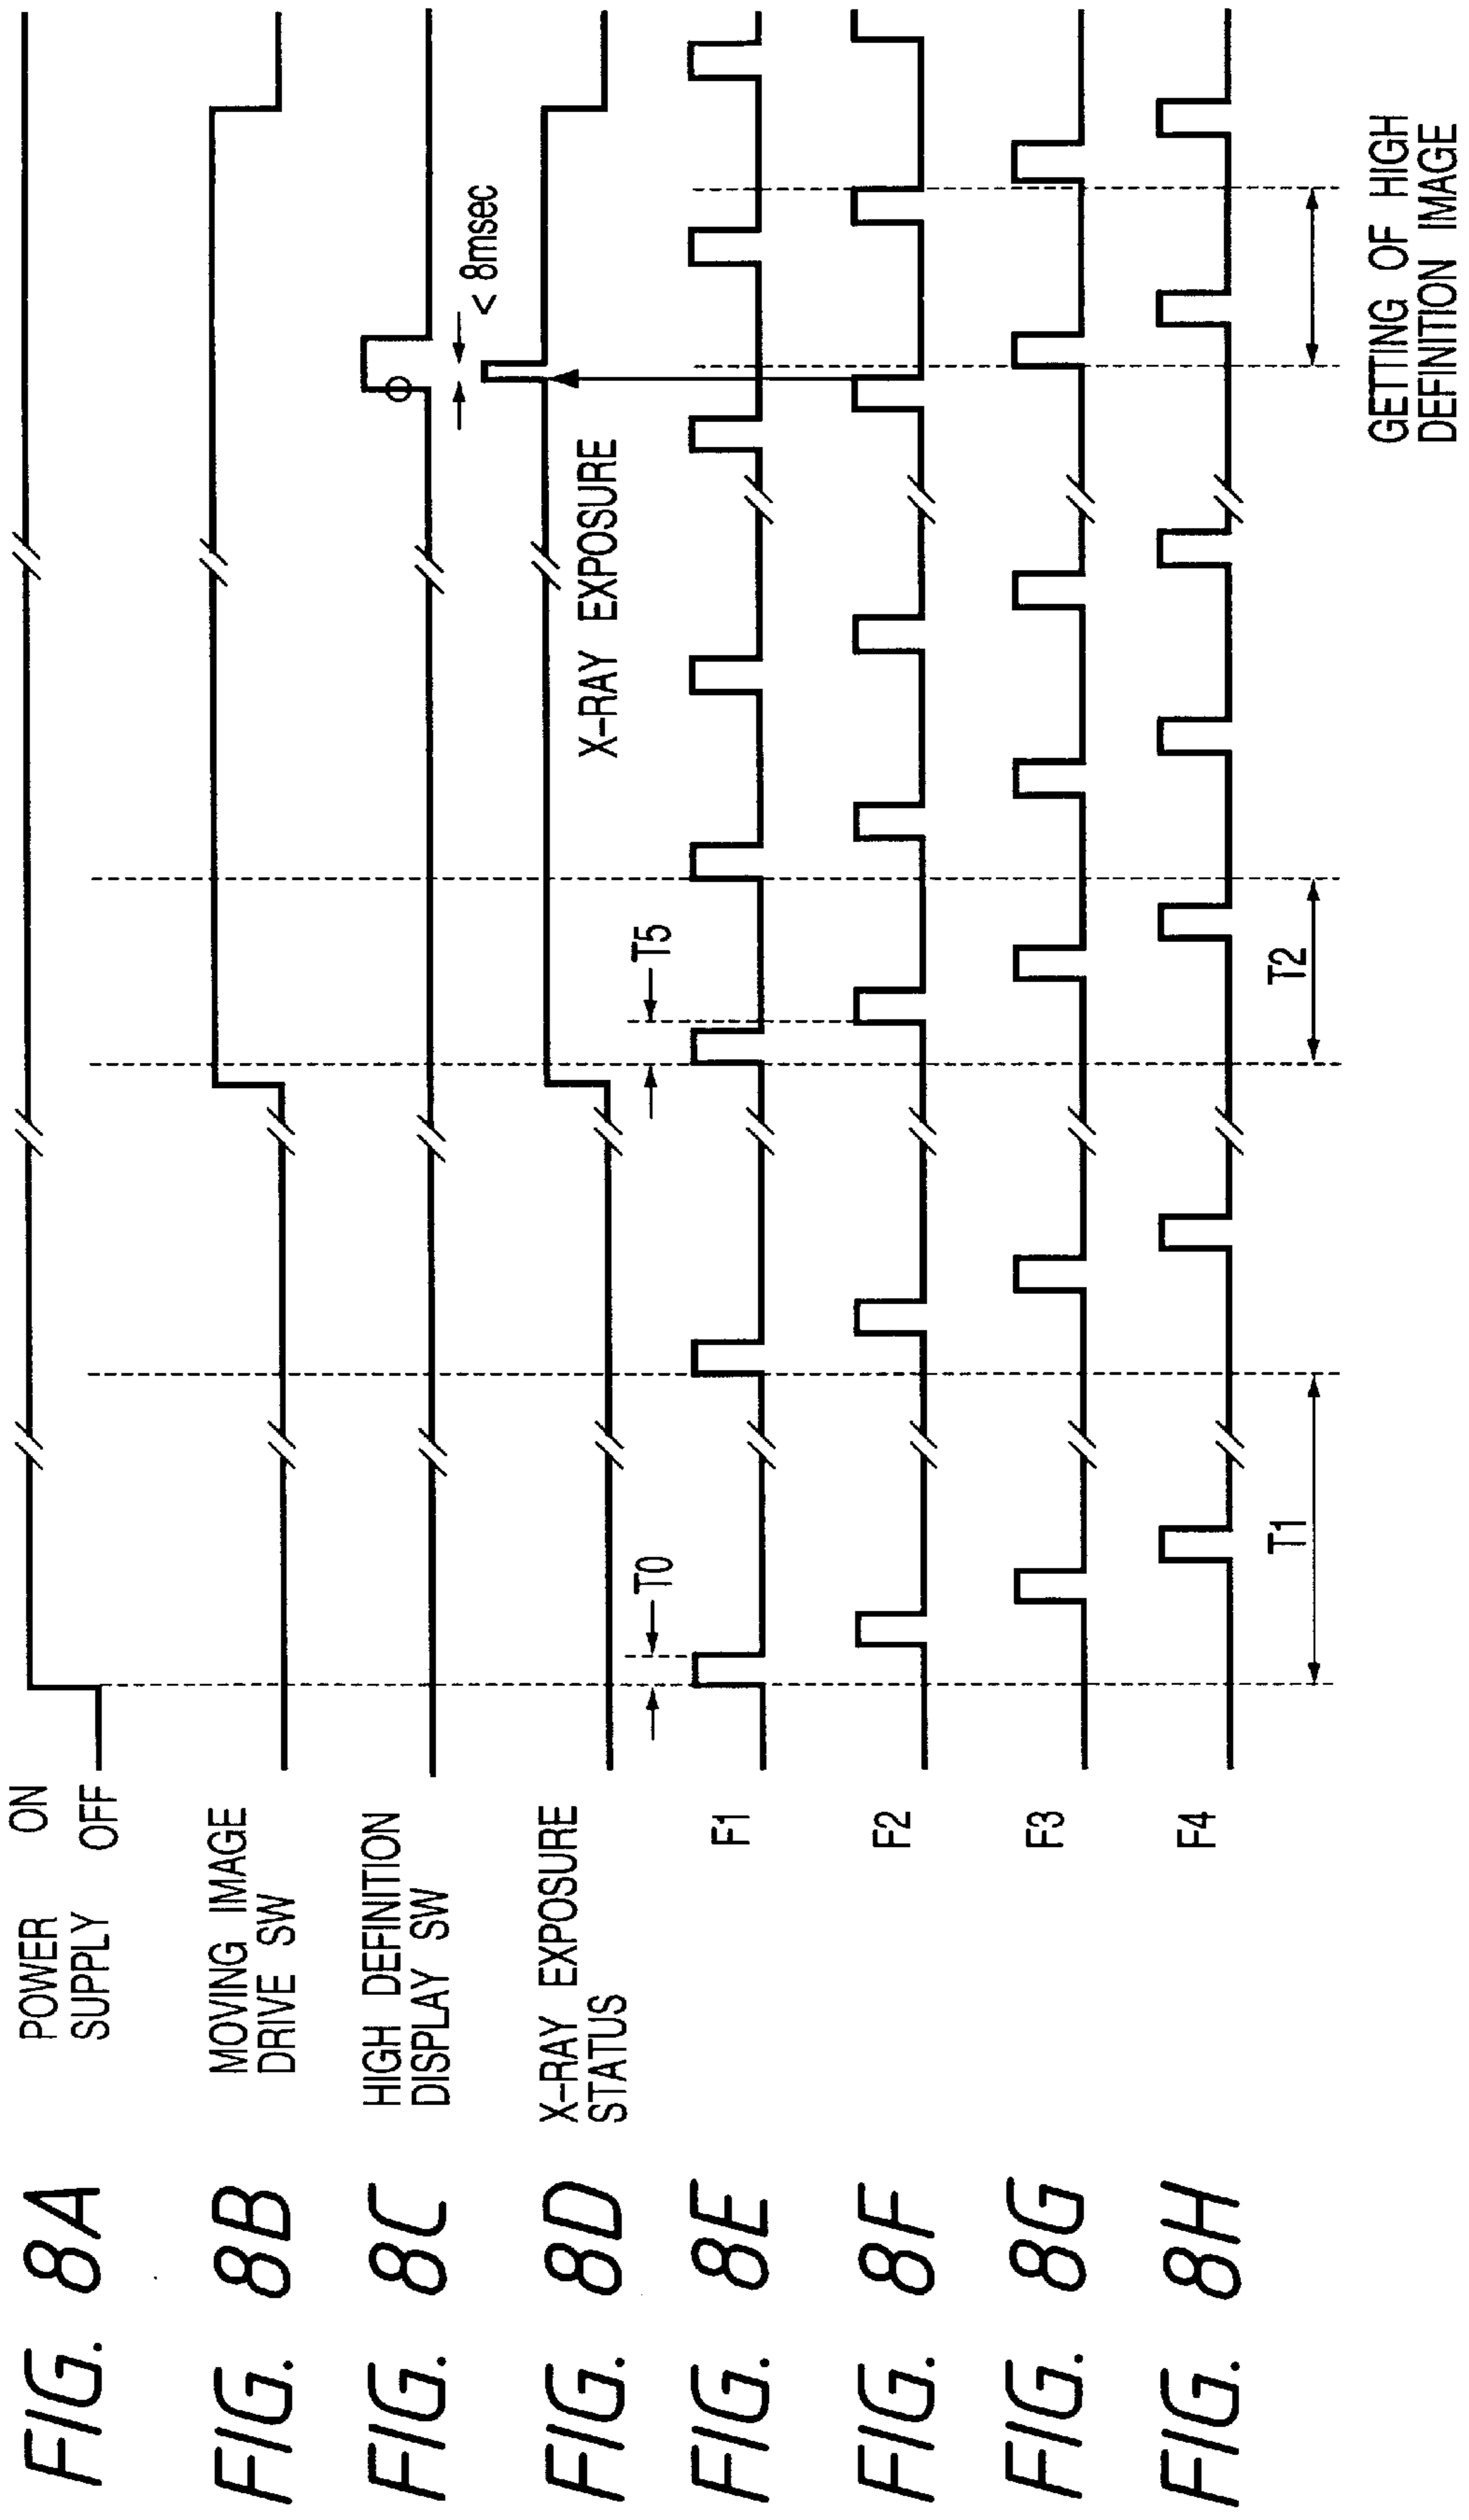 FIG. 8A
POWER SUPPLY
ON
OFF
FIG. 8B
MOVING IMAGE
DRIVE SW
FIG. 8C
HIGH DEFINITION
DISPLAY SW
< 8msec
FIG. 8D
X-RAY EXPOSURE
STATUS
X-RAY EXPOSURE
T0
T5
FIG. 8E
F1
FIG. 8F
F2
FIG. 8G
F3
FIG. 8H
F4
T1
T2
GETTING OF HIGH
DEFINITION IMAGE